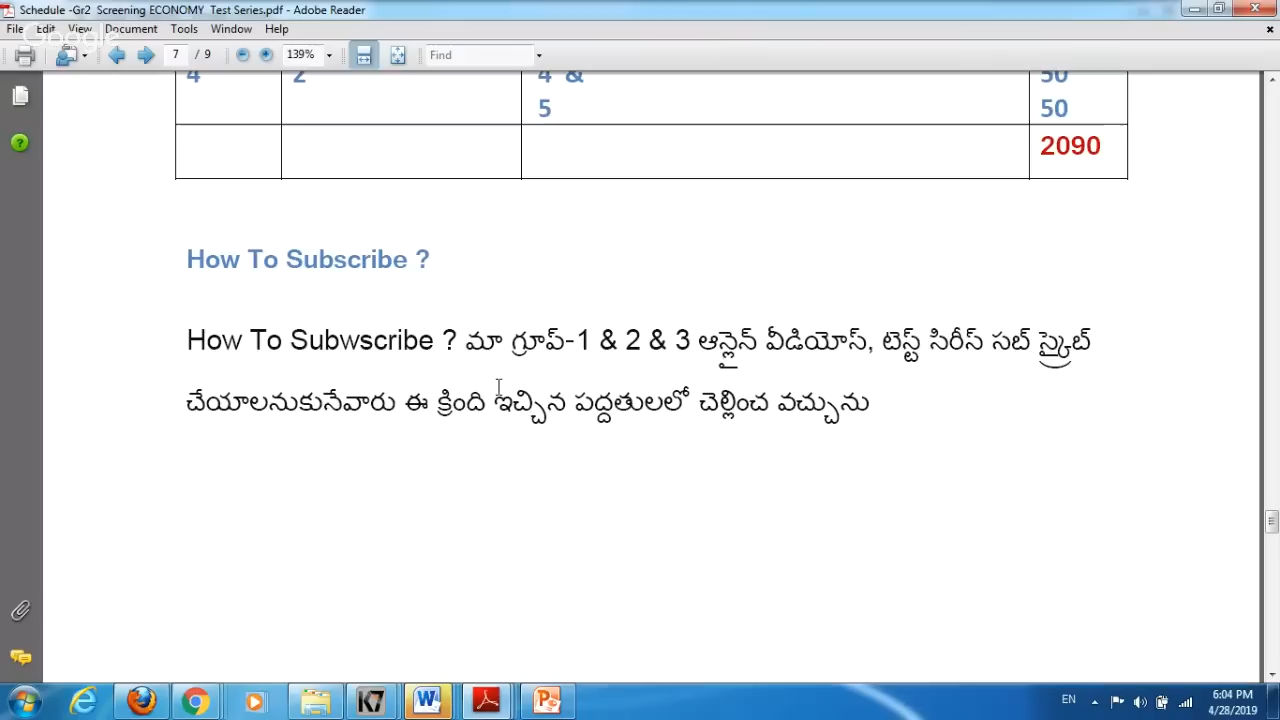 Schedule -Gr2 Screening ECONOMY Test Series.pdf - Adobe Reader
File Edit View Document Tools Window Help
Google
7 / 9 139% Find
4 2 4 & 50
5 50
2090
How To Subscribe ?
How To Subwscribe ? మా గ్రూప్-1 & 2 & 3 ఆన్లైన్ వీడియోస్, టెస్ట్ సిరీస్ సబ్ స్క్రైబ్
చేయాలనుకునేవారు ఈ క్రింది ఇచ్చిన పద్దతులలో చెల్లించ వచ్చును
EN 6:04 PM
4/28/2019